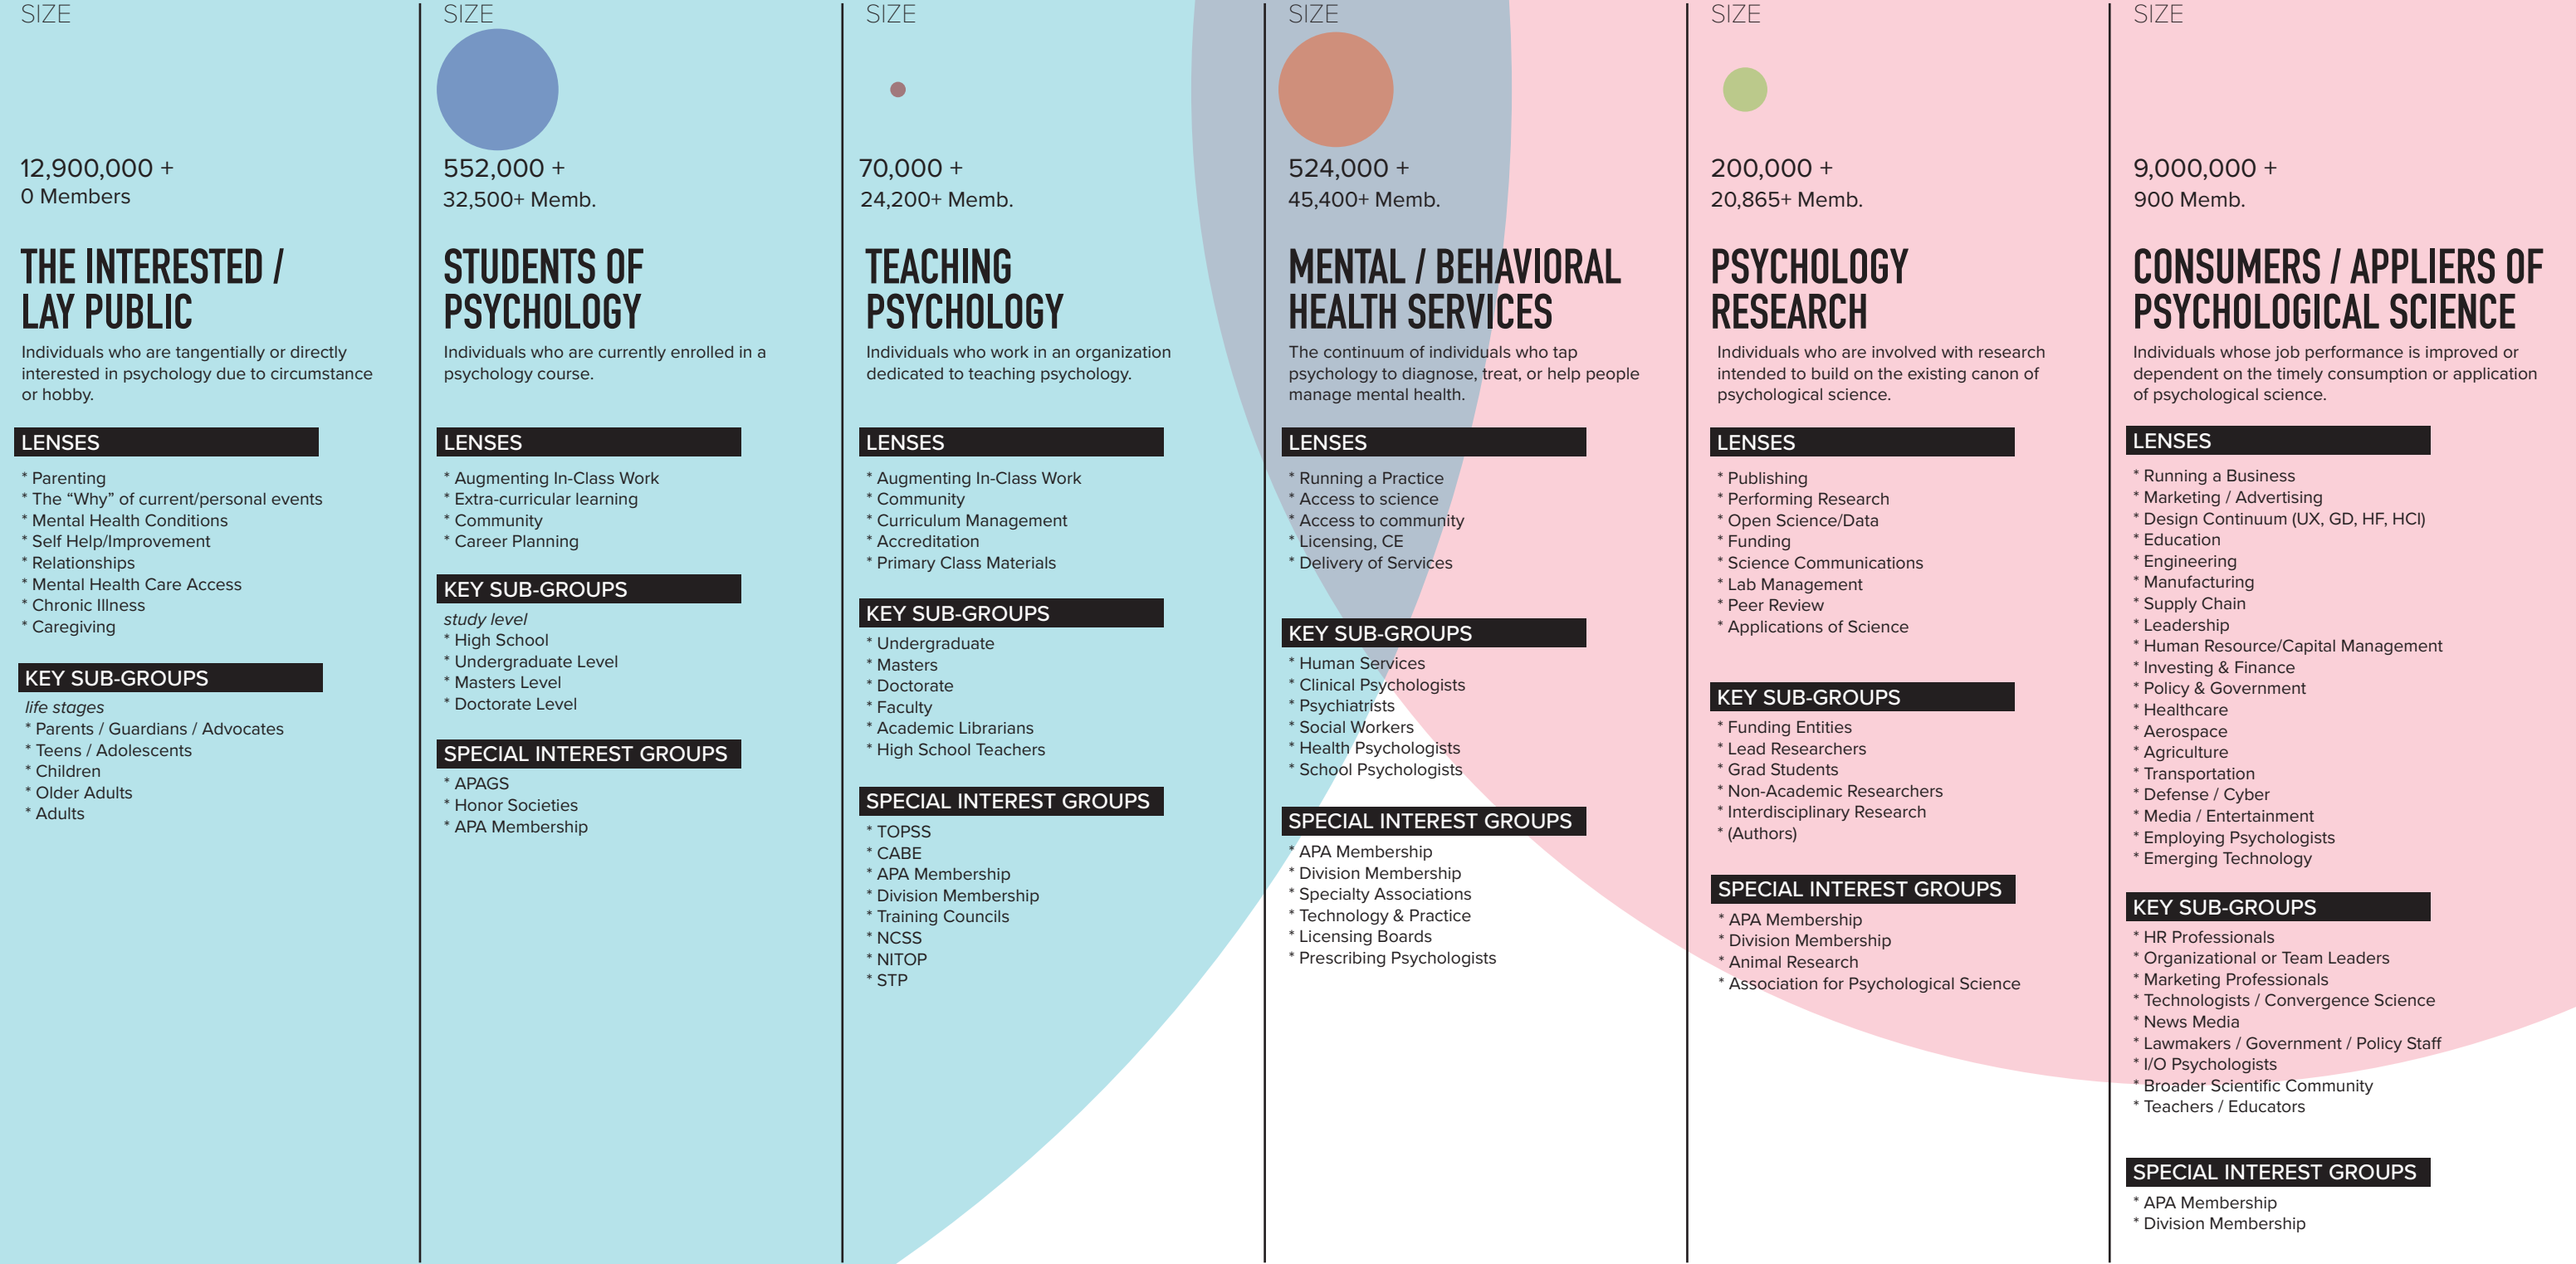 SIZE
12,900,000 +
0 Members
THE INTERESTED /
LAY PUBLIC
Individuals who are tangentially or directly
interested in psychology due to circumstance
or hobby.
LENSES
* Parenting
* The “Why” of current/personal events
* Mental Health Conditions
* Self Help/Improvement
* Relationships
* Mental Health Care Access
* Chronic Illness
* Caregiving
KEY SUB-GROUPS
life stages
* Parents / Guardians / Advocates
* Teens / Adolescents
* Children
* Older Adults
* Adults
SIZE
552,000 +
32,500+ Memb.
STUDENTS OF
PSYCHOLOGY
Individuals who are currently enrolled in a
psychology course.
LENSES
* Augmenting In-Class Work
* Extra-curricular learning
* Community
* Career Planning
KEY SUB-GROUPS
study level
* High School
* Undergraduate Level
* Masters Level
* Doctorate Level
SPECIAL INTEREST GROUPS
* APAGS
* Honor Societies
* APA Membership
SIZE
70,000 +
24,200+ Memb.
TEACHING
PSYCHOLOGY
Individuals who work in an organization
dedicated to teaching psychology.
LENSES
* Augmenting In-Class Work
* Community
* Curriculum Management
* Accreditation
* Primary Class Materials
KEY SUB-GROUPS
* Undergraduate
* Masters
* Doctorate
* Faculty
* Academic Librarians
* High School Teachers
SPECIAL INTEREST GROUPS
* TOPSS
* CABE
* APA Membership
* Division Membership
* Training Councils
* NCSS
* NITOP
* STP
SIZE
524,000 +
45,400+ Memb.
MENTAL / BEHAVIORAL
HEALTH SERVICES
The continuum of individuals who tap
psychology to diagnose, treat, or help people
manage mental health.
LENSES
* Running a Practice
* Access to science
* Access to community
* Licensing, CE
* Delivery of Services
KEY SUB-GROUPS
* Human Services
* Clinical Psychologists
* Psychiatrists
* Social Workers
* Health Psychologists
* School Psychologists
SPECIAL INTEREST GROUPS
* APA Membership
* Division Membership
* Specialty Associations
* Technology & Practice
* Licensing Boards
* Prescribing Psychologists
SIZE
200,000 +
20,865+ Memb.
PSYCHOLOGY
RESEARCH
Individuals who are involved with research
intended to build on the existing canon of
psychological science.
LENSES
* Publishing
* Performing Research
* Open Science/Data
* Funding
* Science Communications
* Lab Management
* Peer Review
* Applications of Science
KEY SUB-GROUPS
* Funding Entities
* Lead Researchers
* Grad Students
* Non-Academic Researchers
* Interdisciplinary Research
* (Authors)
SPECIAL INTEREST GROUPS
* APA Membership
* Division Membership
* Animal Research
* Association for Psychological Science
SIZE
9,000,000 +
900 Memb.
CONSUMERS / APPLIERS OF
PSYCHOLOGICAL SCIENCE
Individuals whose job performance is improved or
dependent on the timely consumption or application
of psychological science.
LENSES
* Running a Business
* Marketing / Advertising
* Design Continuum (UX, GD, HF, HCI)
* Education
* Engineering
* Manufacturing
* Supply Chain
* Leadership
* Human Resource/Capital Management
* Investing & Finance
* Policy & Government
* Healthcare
* Aerospace
* Agriculture
* Transportation
* Defense / Cyber
* Media / Entertainment
* Employing Psychologists
* Emerging Technology
KEY SUB-GROUPS
* HR Professionals
* Organizational or Team Leaders
* Marketing Professionals
* Technologists / Convergence Science
* News Media
* Lawmakers / Government / Policy Staff
* I/O Psychologists
* Broader Scientific Community
* Teachers / Educators
SPECIAL INTEREST GROUPS
* APA Membership
* Division Membership